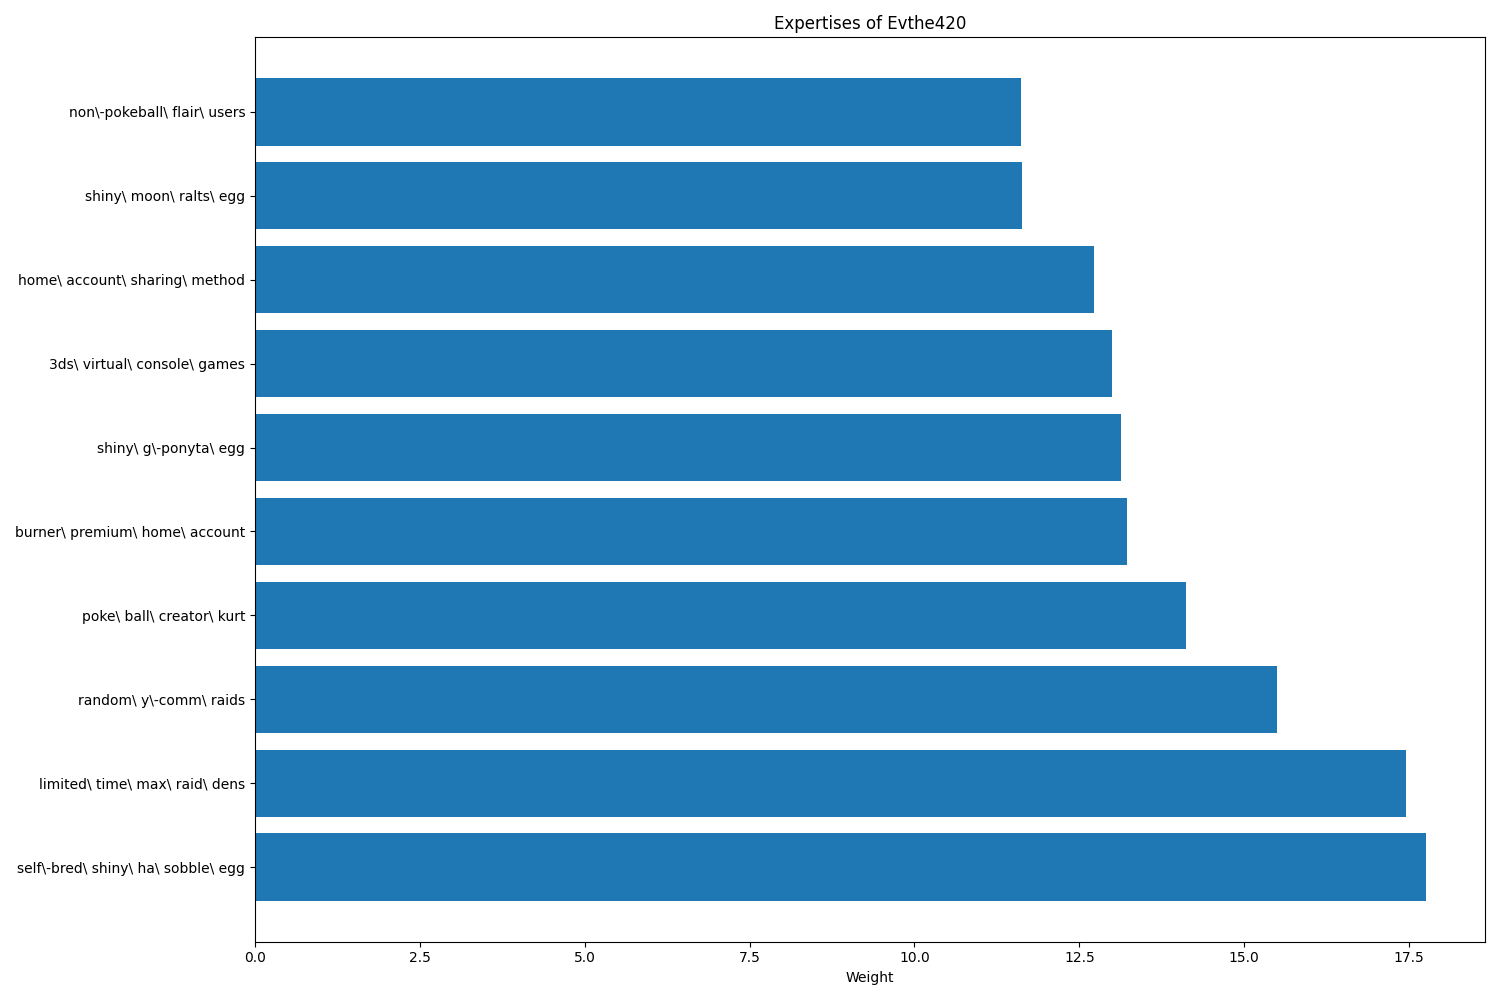 Expertises of Evthe420
non\-pokeball\ flair\ users
shiny\ moon\ ralts\ egg
home\ account\ sharing\ method
3ds\ virtual\ console\ games
shiny\ g\-ponyta\ egg
burner\ premium\ home\ account
poke\ ball\ creator\ kurt
random\ y\-comm\ raids
limited\ time\ max\ raid\ dens
self\-bred\ shiny\ ha\ sobble\ egg
0.0 2.5 5.0 7.5 10.0 12.5 15.0 17.5
Weight